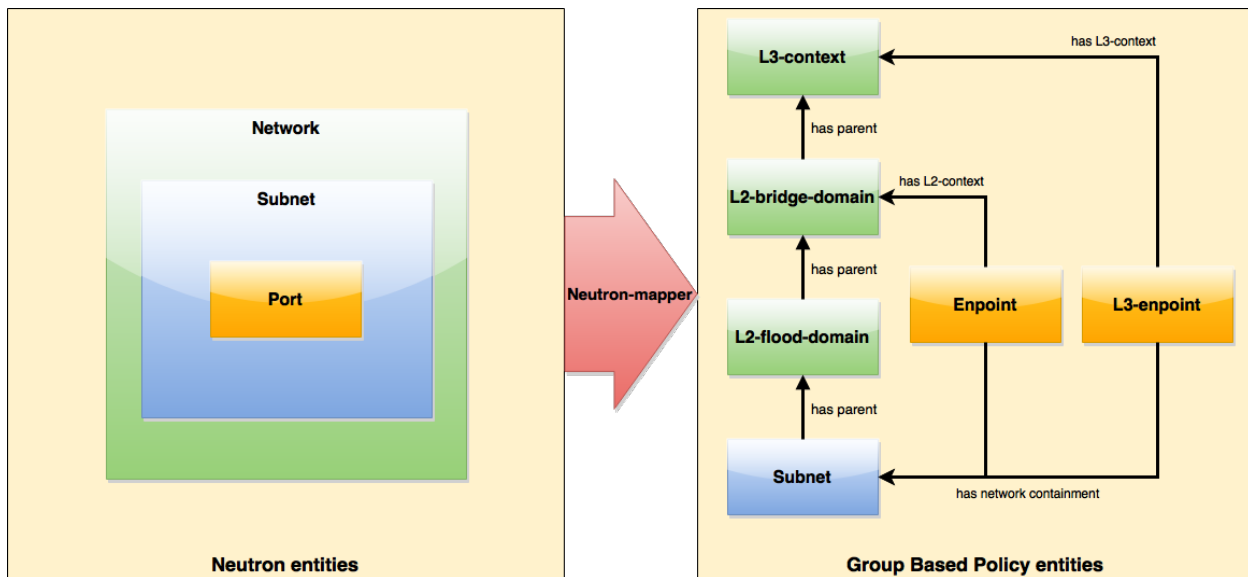 Network
Subnet
Port
Neutron entities
Neutron-mapper
L3-context
has L3-context
has parent
L2-bridge-domain
has L2-context
has parent
Enpoint
L3-enpoint
L2-flood-domain
has parent
Subnet
has network containment
Group Based Policy entities